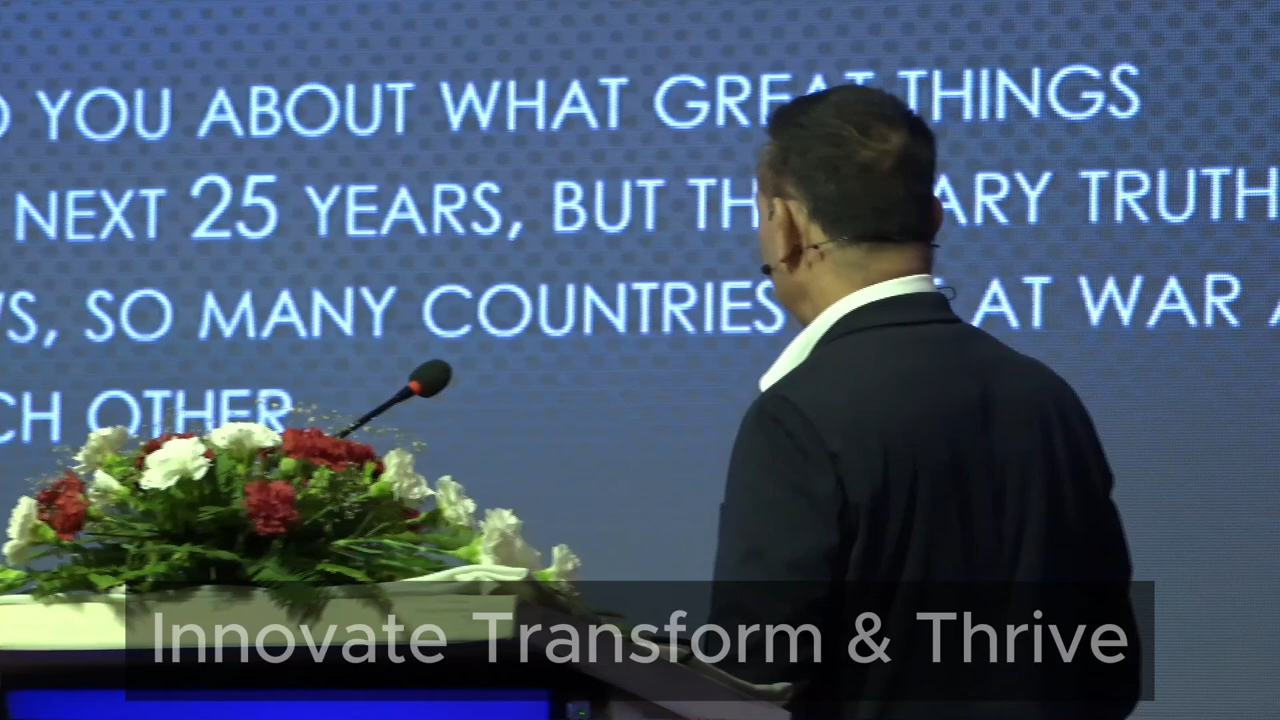 YOU ABOUT WHAT GREAT THINGS
NEXT 25 YEARS, BUT ARY TRUTH
SO MANY COUNTRIES AT WAR
OTHER
Innovate Transform & Thrive